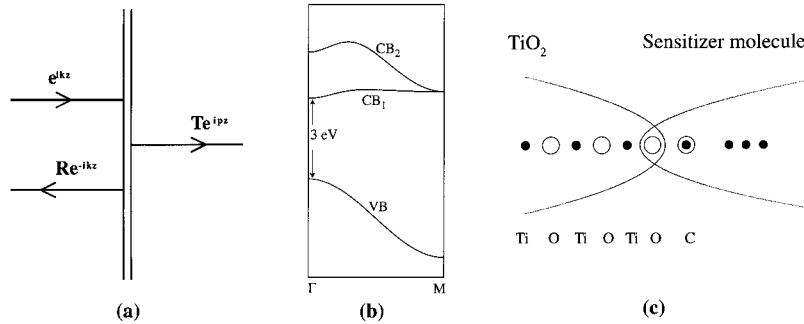 e^ikz
Te^ipz
Re^-ikz
(a)
CB₂
CB₁
3 eV
VB
Γ
M
(b)
TiO₂
Sensitizer molecule
Ti O Ti O Ti O C
(c)